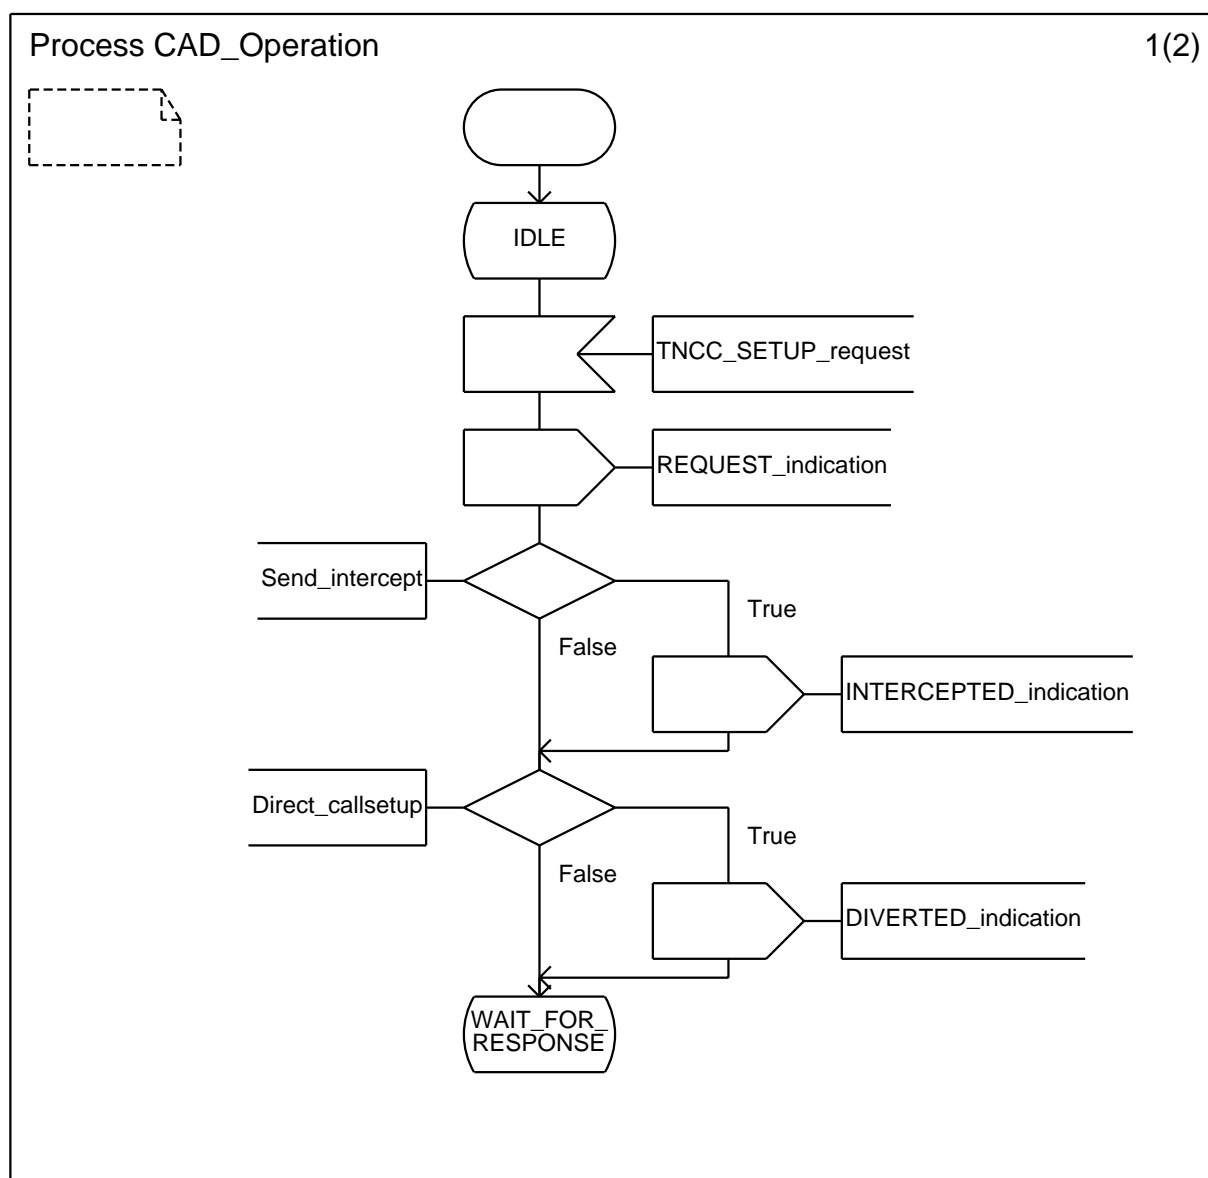 Process CAD_Operation
1(2)
IDLE
TNCC_SETUP_request
REQUEST_indication
Send_intercept
True
False
INTERCEPTED_indication
Direct_callsetup
True
False
DIVERTED_indication
WAIT_FOR_
RESPONSE